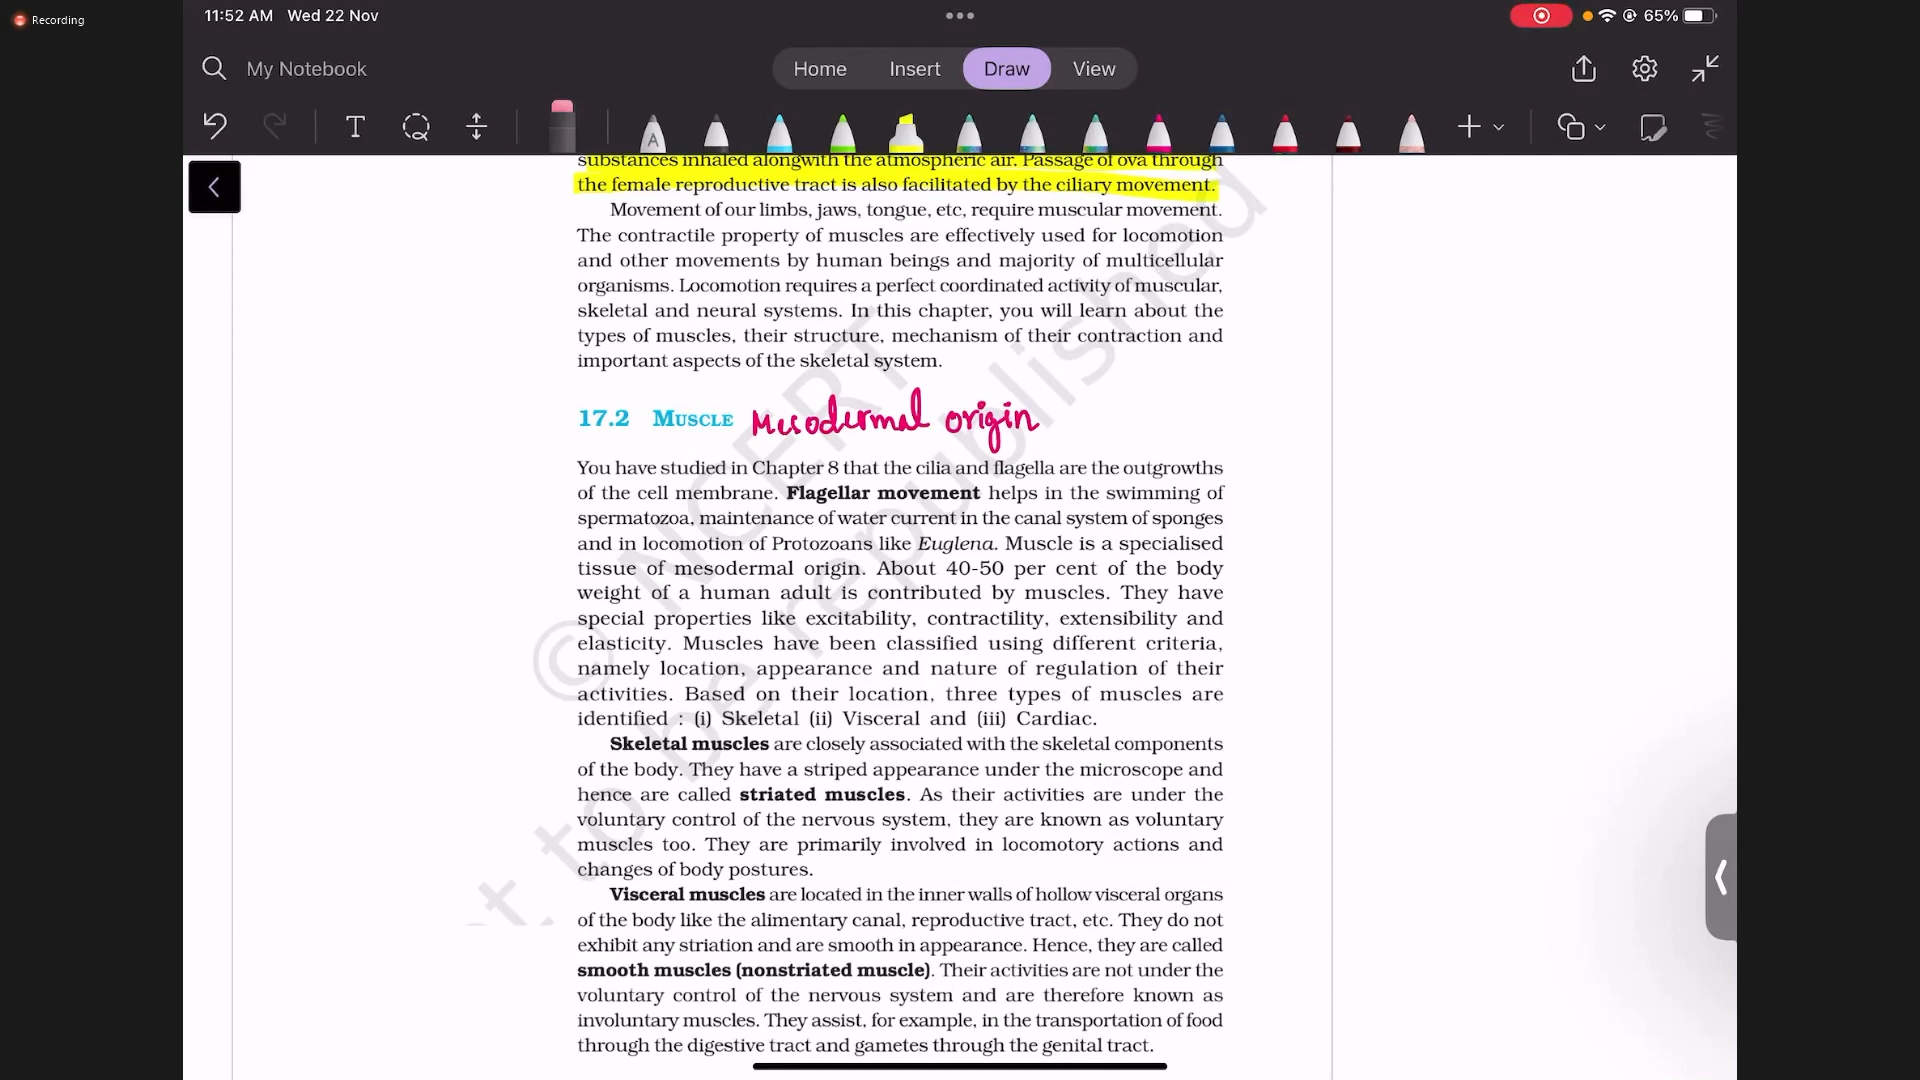 Recording
11:52 AM Wed 22 Nov
65%
My Notebook
Home Insert Draw View
T
A
substances inhaled alongwith the atmospheric air. Passage of ova through
the female reproductive tract is also facilitated by the ciliary movement.
Movement of our limbs, jaws, tongue, etc, require muscular movement.
The contractile property of muscles are effectively used for locomotion
and other movements by human beings and majority of multicellular
organisms. Locomotion requires a perfect coordinated activity of muscular,
skeletal and neural systems. In this chapter, you will learn about the
types of muscles, their structure, mechanism of their contraction and
important aspects of the skeletal system.
17.2 MUSCLE Mesodermal origin
You have studied in Chapter 8 that the cilia and flagella are the outgrowths
of the cell membrane. Flagellar movement helps in the swimming of
spermatozoa, maintenance of water current in the canal system of sponges
and in locomotion of Protozoans like Euglena. Muscle is a specialised
tissue of mesodermal origin. About 40-50 per cent of the body
weight of a human adult is contributed by muscles. They have
special properties like excitability, contractility, extensibility and
elasticity. Muscles have been classified using different criteria,
namely location, appearance and nature of regulation of their
activities. Based on their location, three types of muscles are
identified : (i) Skeletal (ii) Visceral and (iii) Cardiac.
Skeletal muscles are closely associated with the skeletal components
of the body. They have a striped appearance under the microscope and
hence are called striated muscles. As their activities are under the
voluntary control of the nervous system, they are known as voluntary
muscles too. They are primarily involved in locomotory actions and
changes of body postures.
Visceral muscles are located in the inner walls of hollow visceral organs
of the body like the alimentary canal, reproductive tract, etc. They do not
exhibit any striation and are smooth in appearance. Hence, they are called
smooth muscles (nonstriated muscle). Their activities are not under the
voluntary control of the nervous system and are therefore known as
involuntary muscles. They assist, for example, in the transportation of food
through the digestive tract and gametes through the genital tract.
© NCERT
to be republished